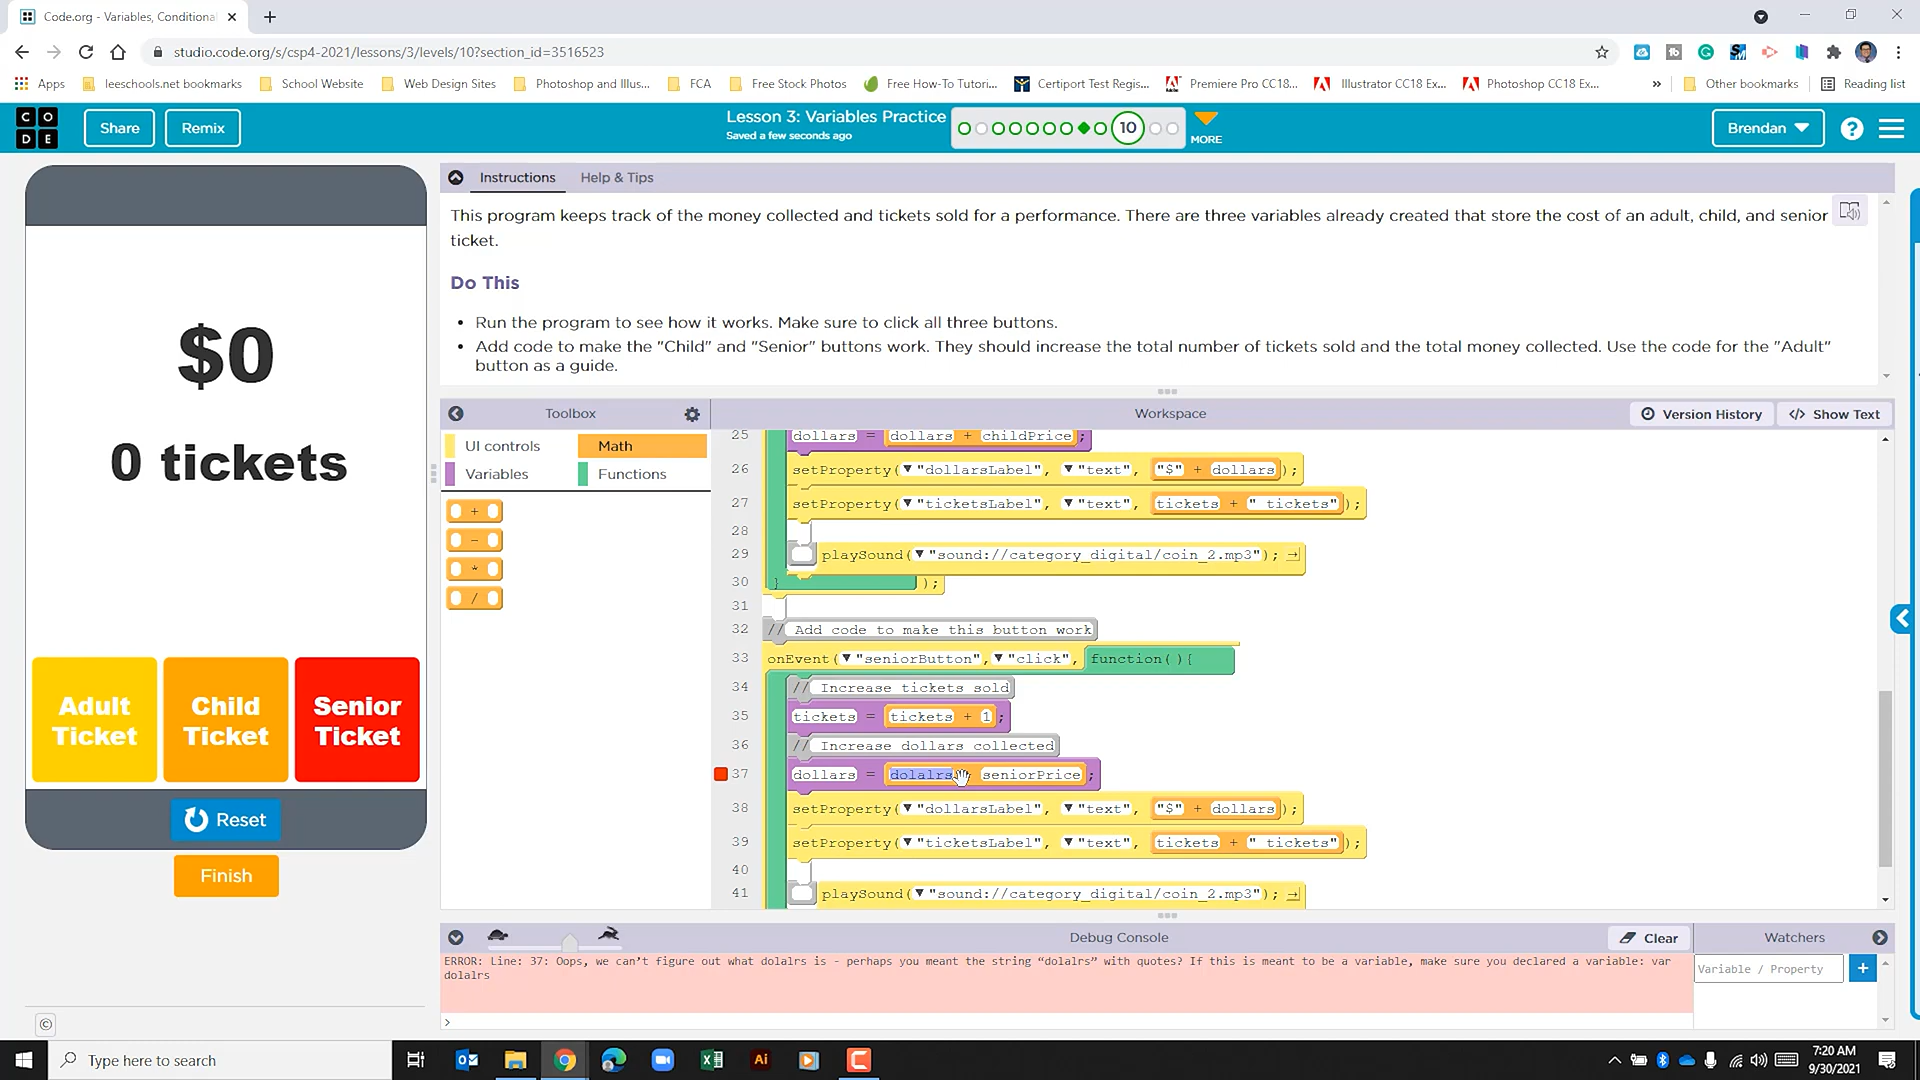 Code.org - Variables, Conditiona
studio.code.org/s/csp4-2021/lessons/3/levels/10?section_id=3516523
Apps leeschools.net bookmarks School Website Web Design Sites Photoshop and Illus... FCA Free Stock Photos Free How-To Tutori... Certiport Test Regis... Premiere Pro CC18... Illustrator CC18 Ex... Photoshop CC18 Ex... » Other bookmarks Reading list
CODE
Share
Remix
Lesson 3: Variables Practice
Saved a few seconds ago
10
MORE
Brendan
?
Instructions Help & Tips
This program keeps track of the money collected and tickets sold for a performance. There are three variables already created that store the cost of an adult, child, and senior
ticket.
Do This
• Run the program to see how it works. Make sure to click all three buttons.
• Add code to make the "Child" and "Senior" buttons work. They should increase the total number of tickets sold and the total money collected. Use the code for the "Adult"
button as a guide.
$0
0 tickets
Adult
Ticket
Child
Ticket
Senior
Ticket
Reset
Finish
©
Toolbox
UI controls Math
Variables Functions
+
-
*
/
Workspace
Version History
</> Show Text
25 dollars = dollars + childPrice;
26 setProperty("dollarsLabel", "text", "$" + dollars);
27 setProperty("ticketsLabel", "text", tickets + " tickets");
28
29 playSound("sound://category_digital/coin_2.mp3");
30 } );
31
32 // Add code to make this button work
33 onEvent("seniorButton", "click", function( ){
34 // Increase tickets sold
35 tickets = tickets + 1;
36 // Increase dollars collected
37 dollars = dolalrs seniorPrice;
38 setProperty("dollarsLabel", "text", "$" + dollars);
39 setProperty("ticketsLabel", "text", tickets + " tickets");
40
41 playSound("sound://category_digital/coin_2.mp3");
Debug Console
Clear
Watchers
ERROR: Line: 37: Oops, we can't figure out what dolalrs is - perhaps you meant the string "dolalrs" with quotes? If this is meant to be a variable, make sure you declared a variable: var
dolalrs
>
Variable / Property
+
Type here to search
7:20 AM
9/30/2021